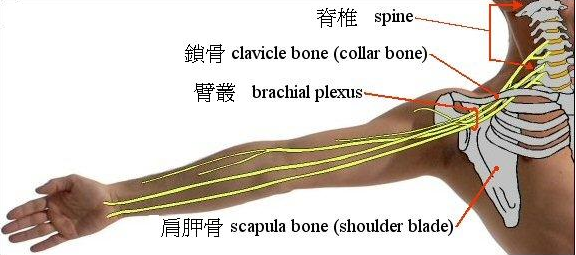 脊椎 spine
鎖骨 clavicle bone (collar bone)
臂叢 brachial plexus
肩胛骨 scapula bone (shoulder blade)